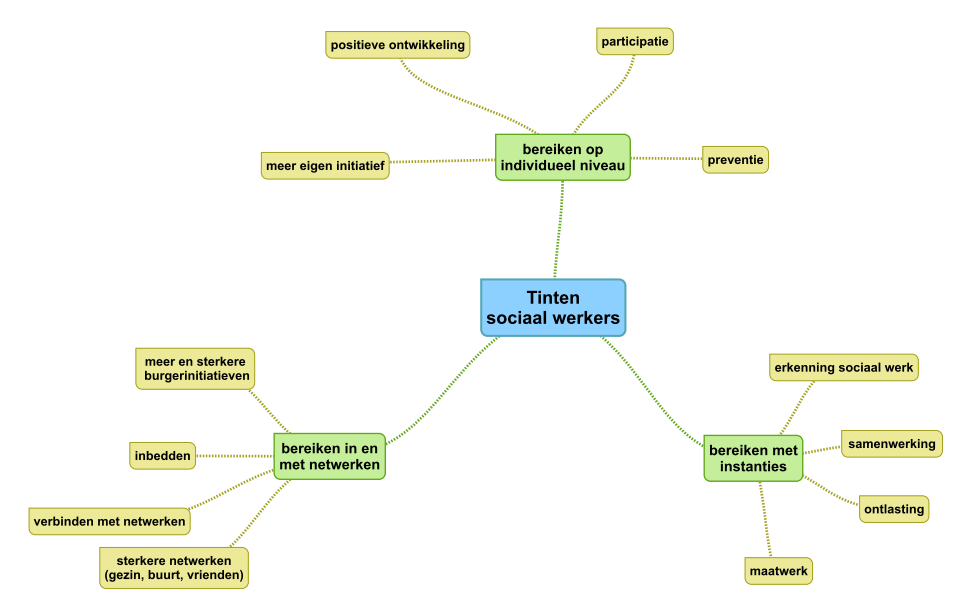 positieve ontwikkeling
participatie
bereiken op
individueel niveau
meer eigen initiatief
preventie
Tinten
sociaal werkers
meer en sterkere
burgerinitiatieven
erkenning sociaal werk
bereiken in en
met netwerken
inbedden
bereiken met
instanties
samenwerking
verbinden met netwerken
ontlasting
sterkere netwerken
(gezin, buurt, vrienden)
maatwerk